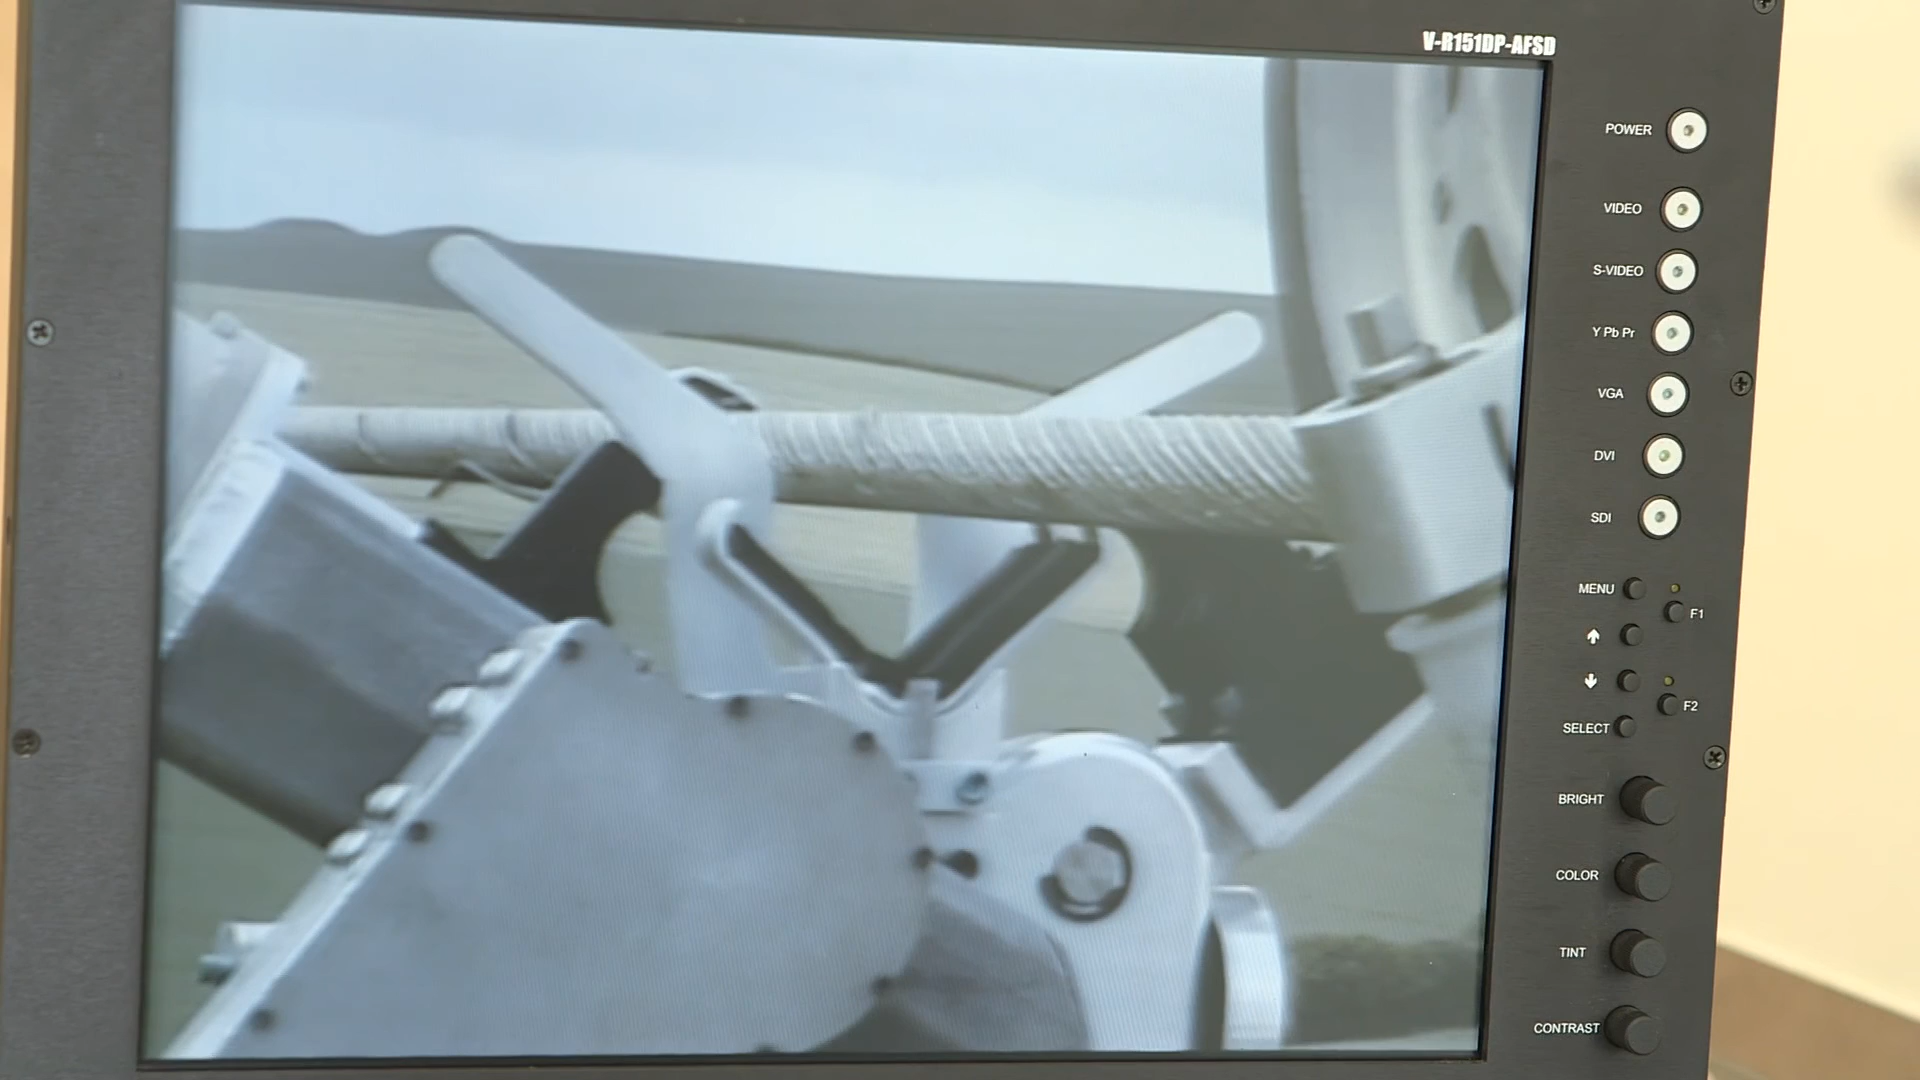 V-R151DP-AFSD
POWER
VIDEO
S-VIDEO
Y Pb Pr
VGA
DVI
SDI
MENU
F1
F2
SELECT
BRIGHT
COLOR
TINT
CONTRAST